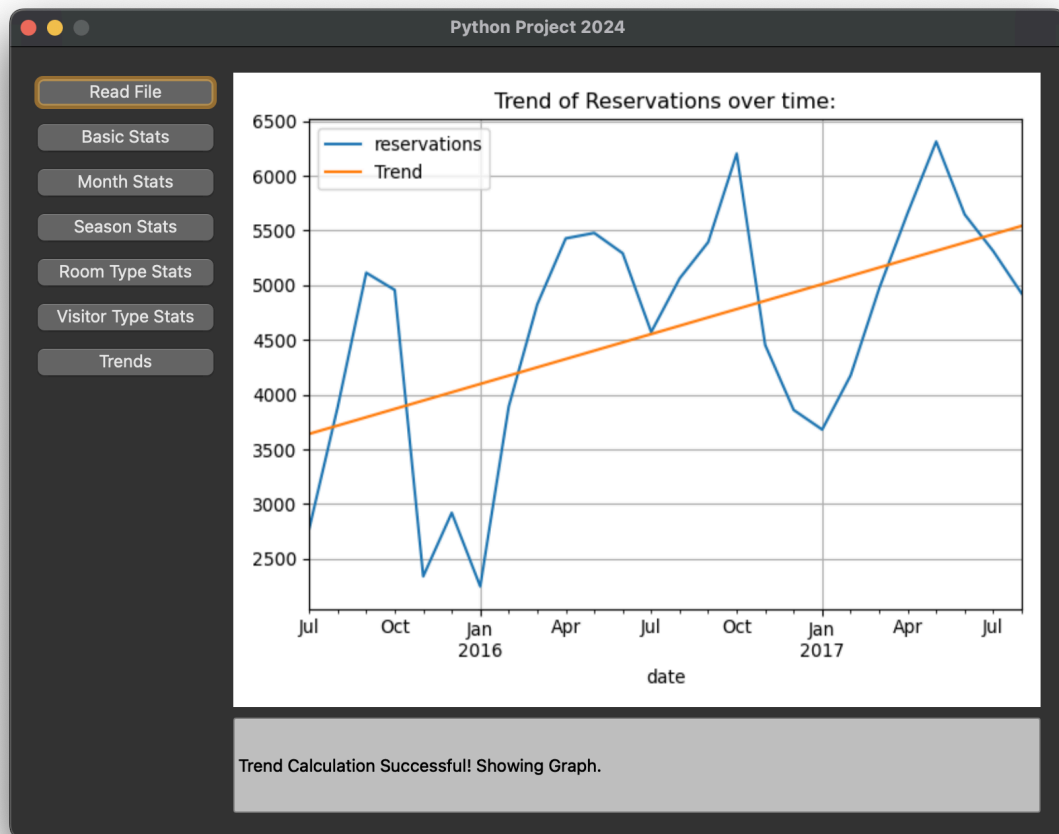 Python Project 2024
Read File
Basic Stats
Month Stats
Season Stats
Room Type Stats
Visitor Type Stats
Trends
Trend of Reservations over time:
reservations
Trend
6500
6000
5500
5000
4500
4000
3500
3000
2500
Jul Oct Jan Apr Jul Oct Jan Apr Jul
2016 2017
date
Trend Calculation Successful! Showing Graph.